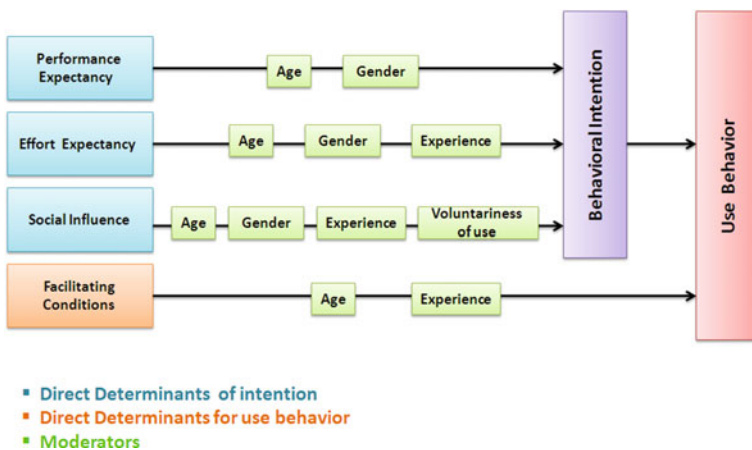 Performance
Expectancy
Age
Gender
Effort Expectancy
Age
Gender
Experience
Social Influence
Age
Gender
Experience
Voluntariness
of use
Facilitating
Conditions
Age
Experience
Behavioral Intention
Use Behavior
▪ Direct Determinants of intention
▪ Direct Determinants for use behavior
▪ Moderators